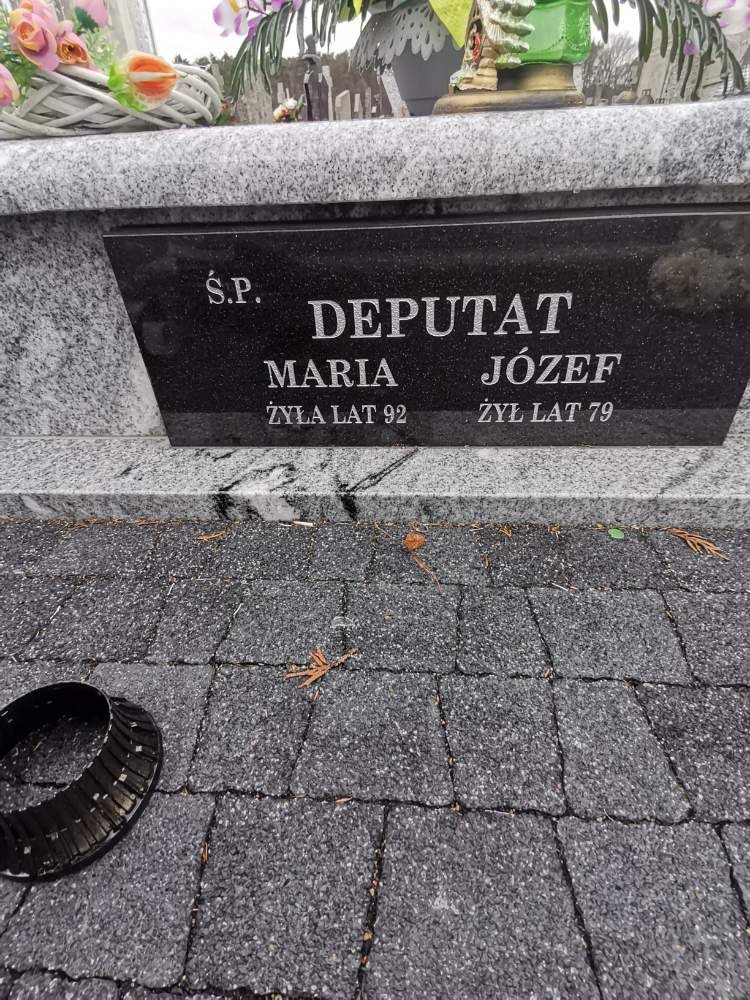 Ś.P.
DEPUTAT
MARIA JÓZEF
ŻYŁA LAT 92 ŻYŁ LAT 79